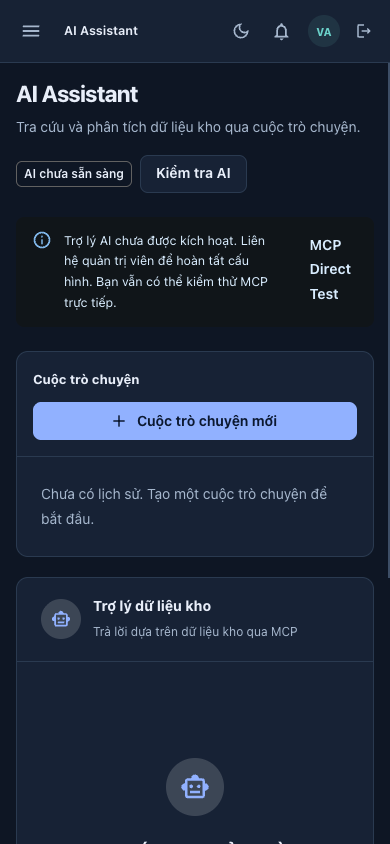 AI Assistant
VA
AI Assistant
Tra cứu và phân tích dữ liệu kho qua cuộc trò chuyện.
AI chưa sẵn sàng
Kiểm tra AI
Trợ lý AI chưa được kích hoạt. Liên
hệ quản trị viên để hoàn tất cấu
hình. Bạn vẫn có thể kiểm thử MCP
trực tiếp.
MCP
Direct
Test
Cuộc trò chuyện
Cuộc trò chuyện mới
Chưa có lịch sử. Tạo một cuộc trò chuyện để
bắt đầu.
Trợ lý dữ liệu kho
Trả lời dựa trên dữ liệu kho qua MCP